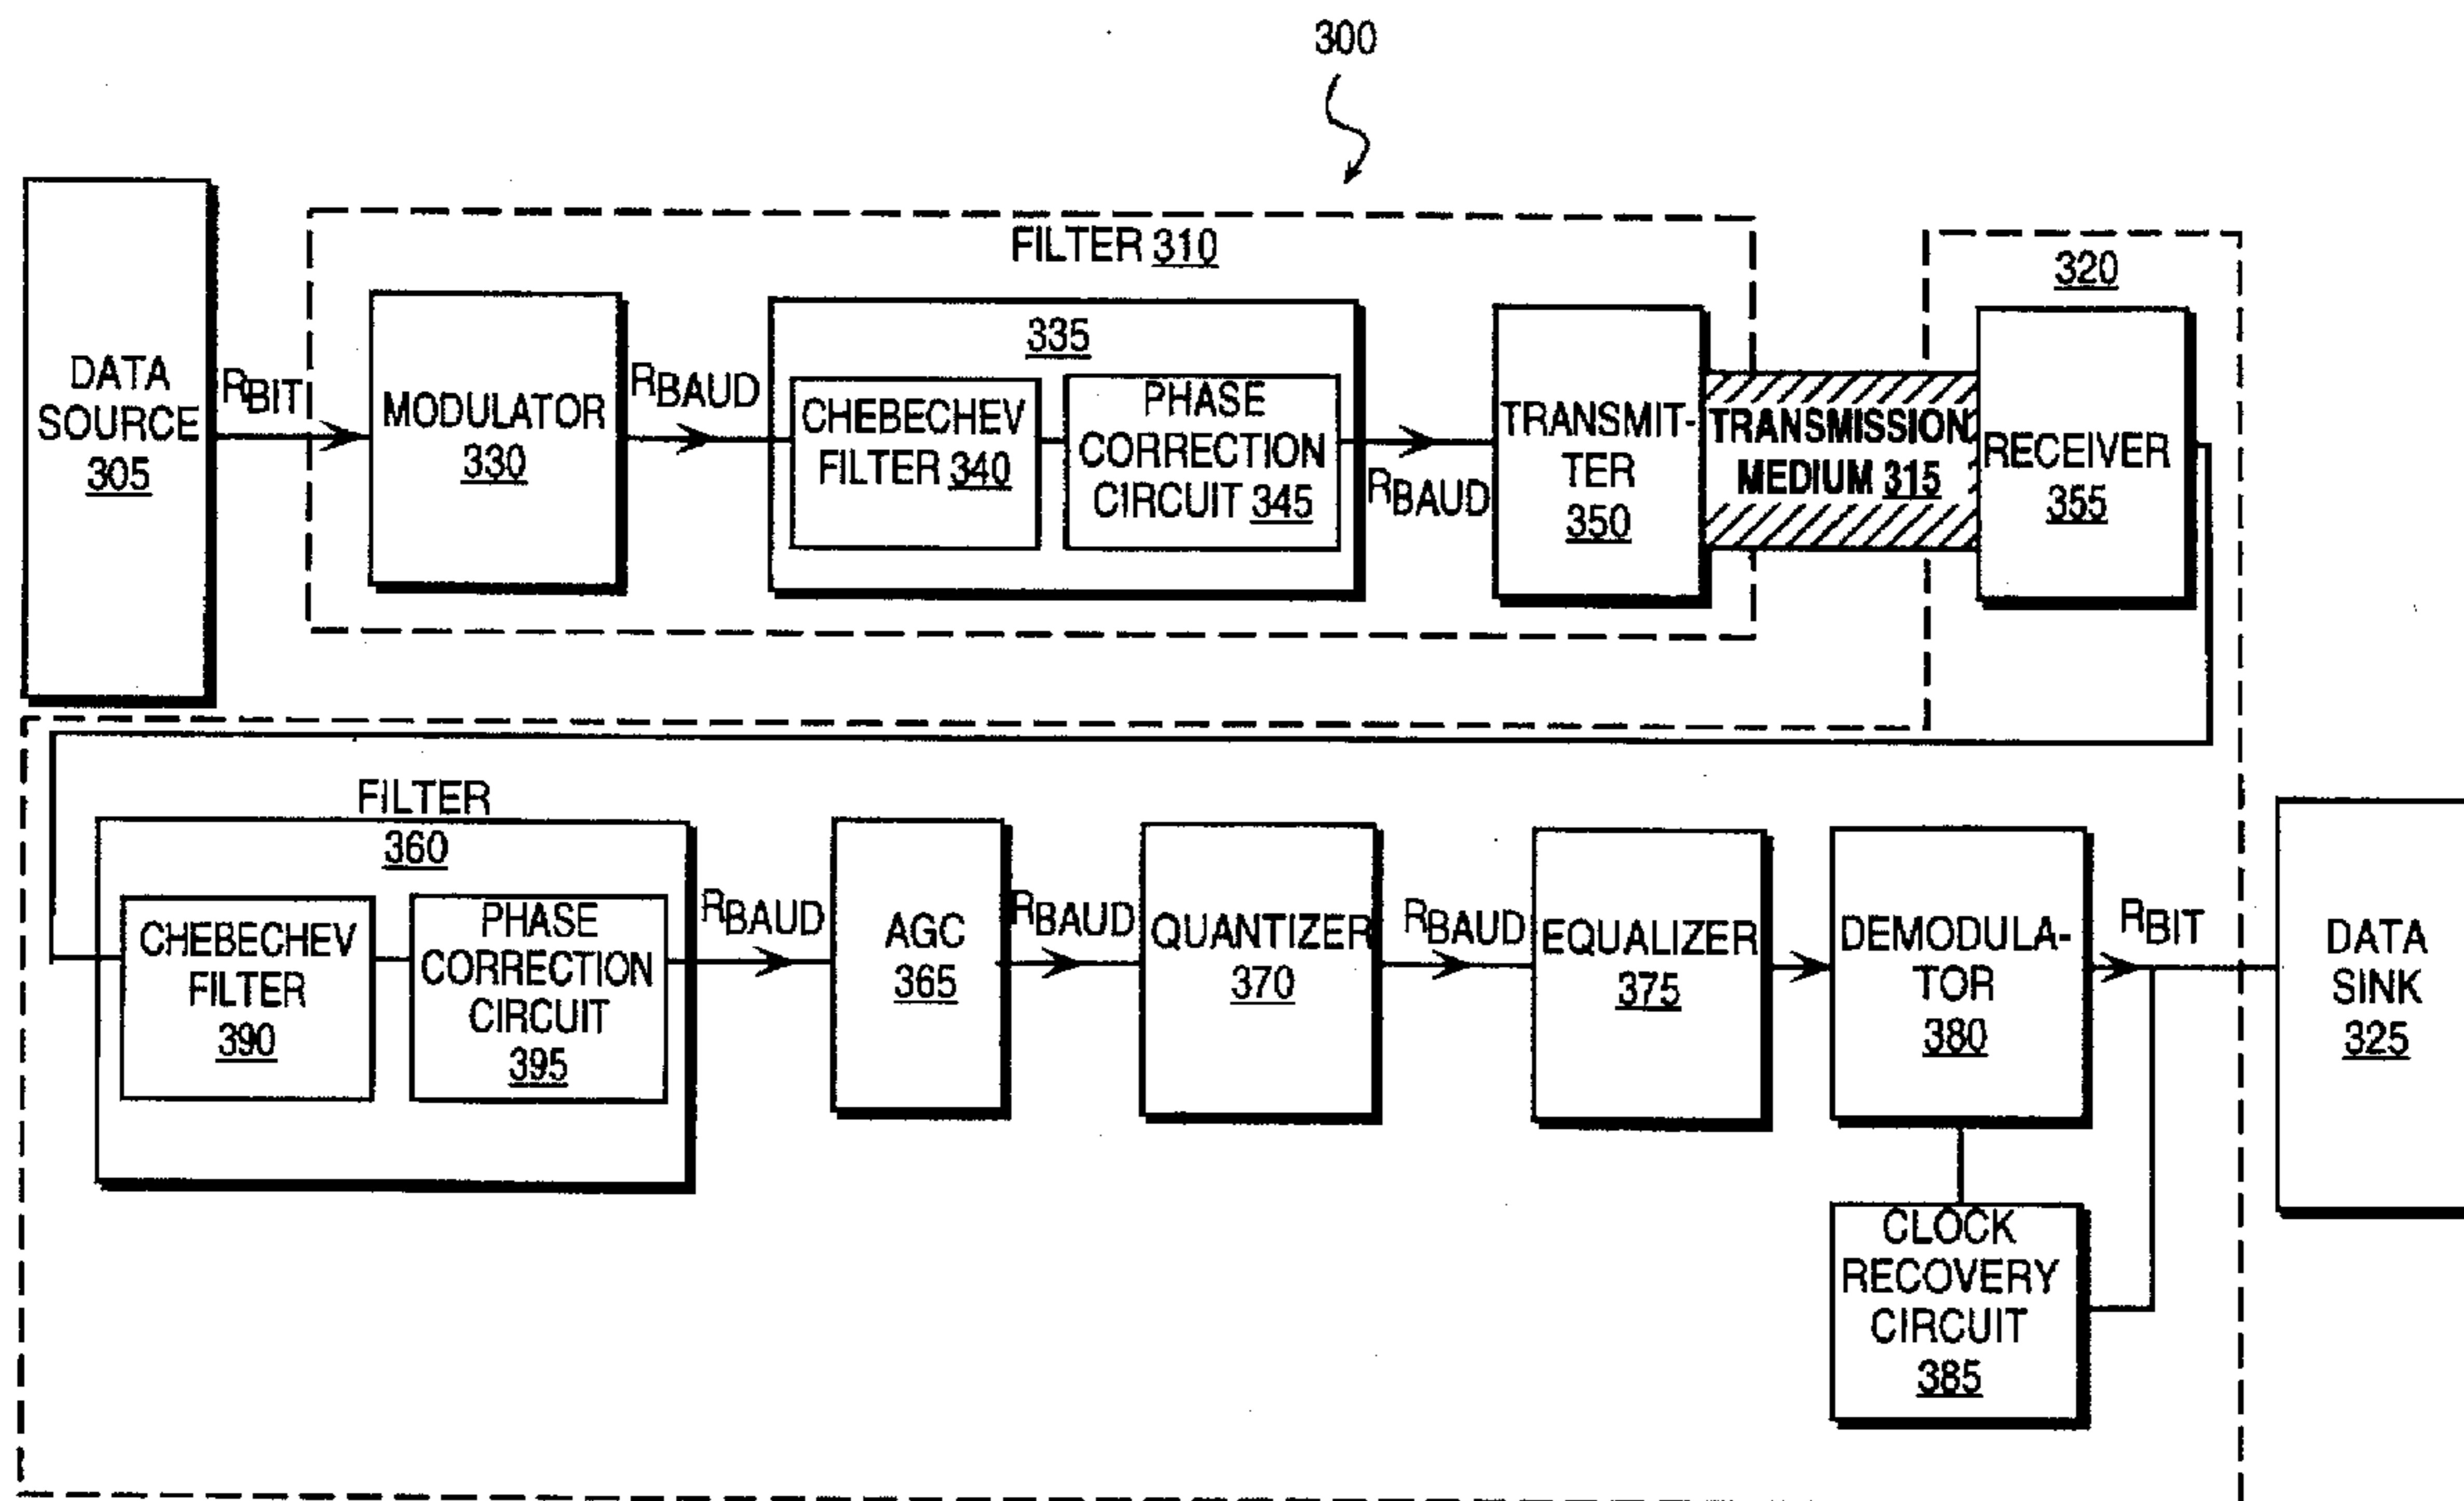 300
FILTER 310
320
DATA
SOURCE
305
RBIT
MODULATOR
330
RBAUD
335
CHEBECHEV
FILTER 340
PHASE
CORRECTION
CIRCUIT 345
RBAUD
TRANSMIT-
TER
350
TRANSMISSION
MEDIUM 315
RECEIVER
355
FILTER
360
CHEBECHEV
FILTER
390
PHASE
CORRECTION
CIRCUIT
395
RBAUD
AGC
365
RBAUD
QUANTIZER
370
RBAUD
EQUALIZER
375
DEMODULA-
TOR
380
RBIT
DATA
SINK
325
CLOCK
RECOVERY
CIRCUIT
385